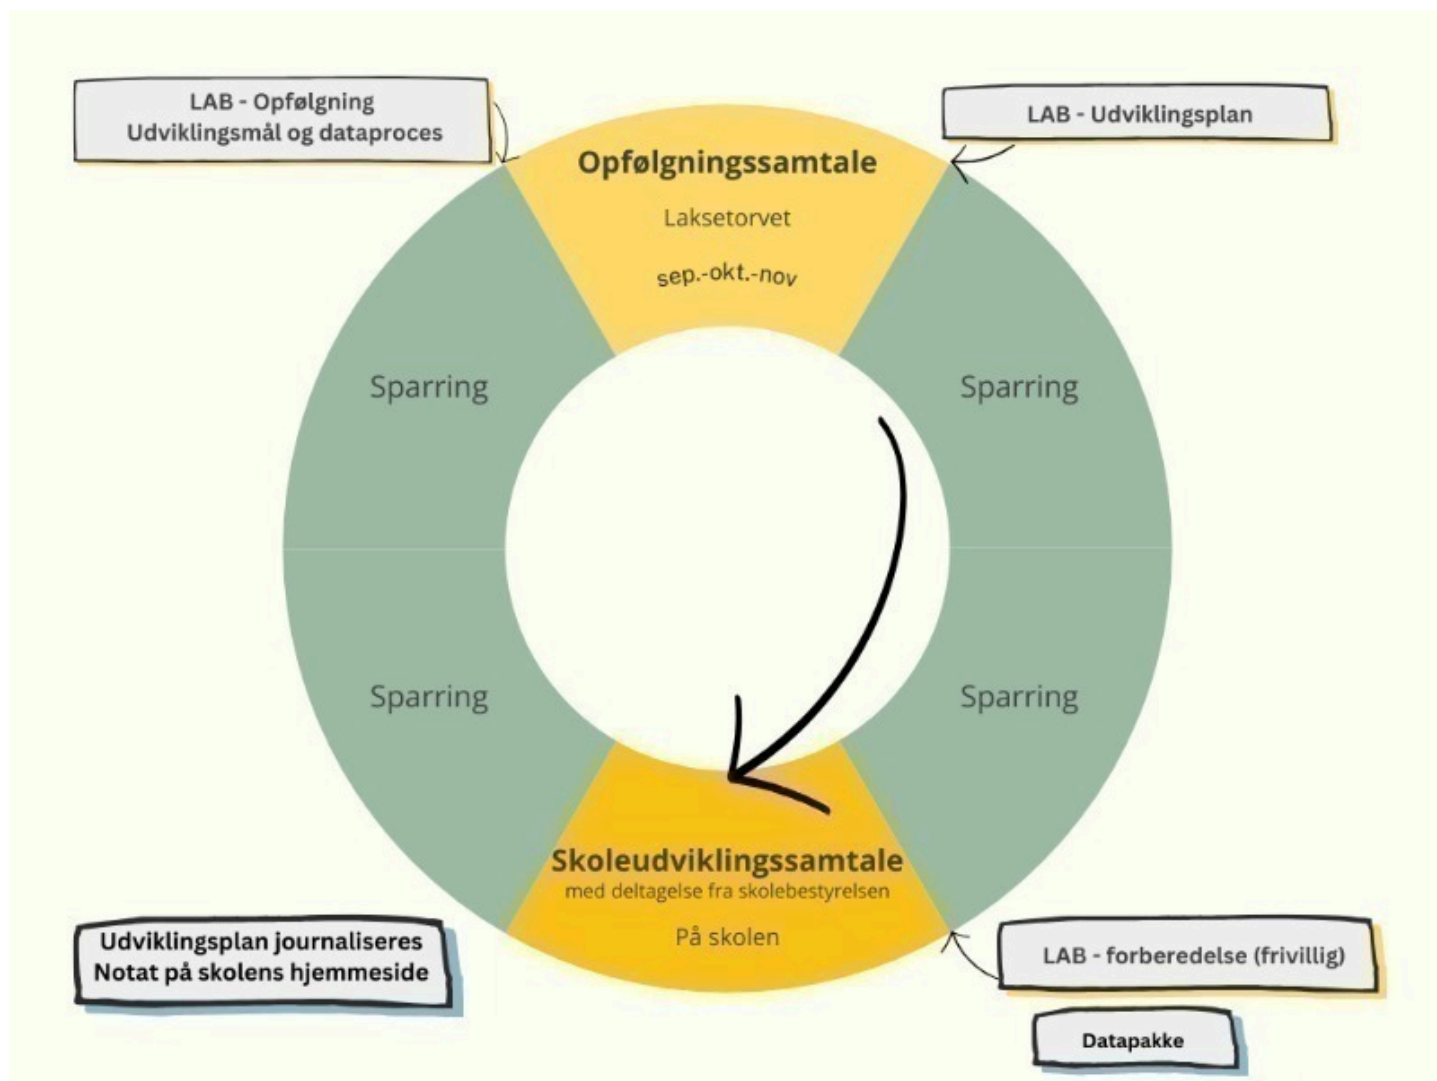 LAB - Opfølgning
Udviklingsmål og dataproces
LAB - Udviklingsplan
Opfølgningssamtale
Laksetorvet
sep.-okt.-nov
Sparring
Sparring
Sparring
Sparring
Skoleudviklingssamtale
med deltagelse fra skolebestyrelsen
På skolen
Udviklingsplan journaliseres
Notat på skolens hjemmeside
LAB - forberedelse (frivillig)
Datapakke